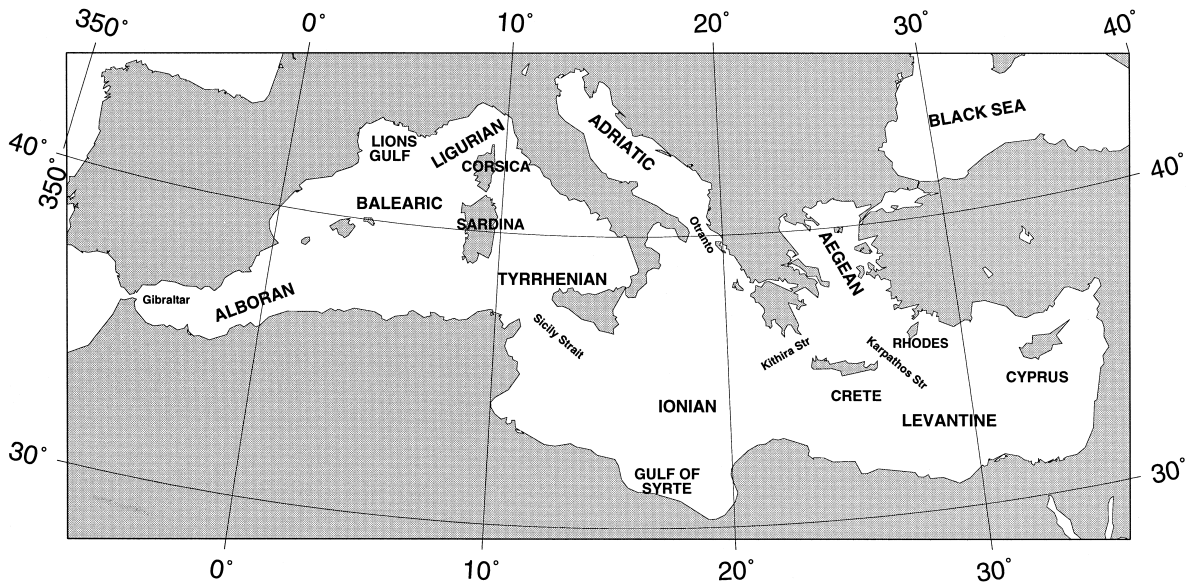 350°
0°
10°
20°
30°
40°
BLACK SEA
ADRIATIC
LIONS
GULF
LIGURIAN
40°
CORSICA
40°
350°
BALEARIC
SARDINA
Otranto
AEGEAN
TYRRHENIAN
Gibraltar
ALBORAN
Sicily Strait
Kithira Str
Karpathos Str
RHODES
CYPRUS
CRETE
IONIAN
LEVANTINE
30°
GULF OF
SYRTE
30°
0°
10°
20°
30°